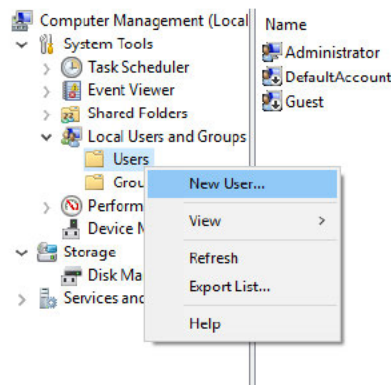 Computer Management (Local
System Tools
Task Scheduler
Event Viewer
Shared Folders
Local Users and Groups
Users
Grou
Perform
Device M
Storage
Disk Ma
Services and
Name
Administrator
DefaultAccount
Guest
New User...
View
Refresh
Export List...
Help